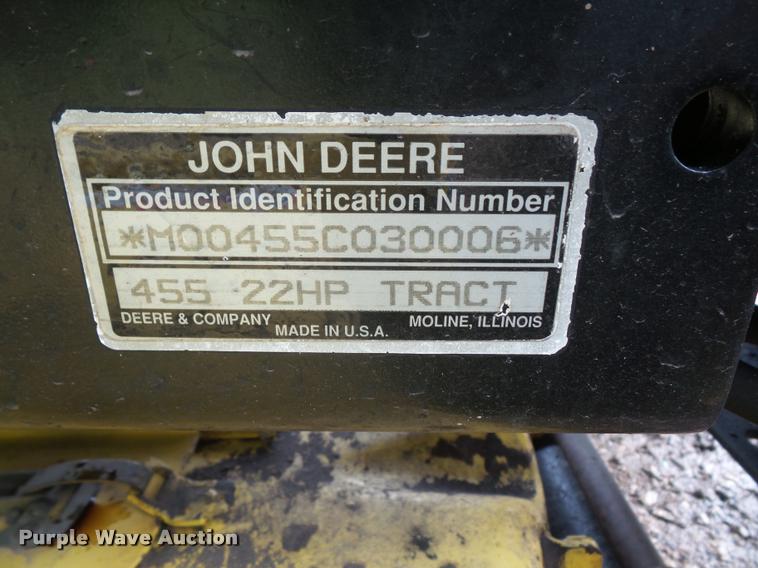 JOHN DEERE
Product Identification Number
*M00455C030006*
455 22HP TRACT
DEERE & COMPANY MOLINE, ILLINOIS
MADE IN U.S.A.
Purple Wave Auction